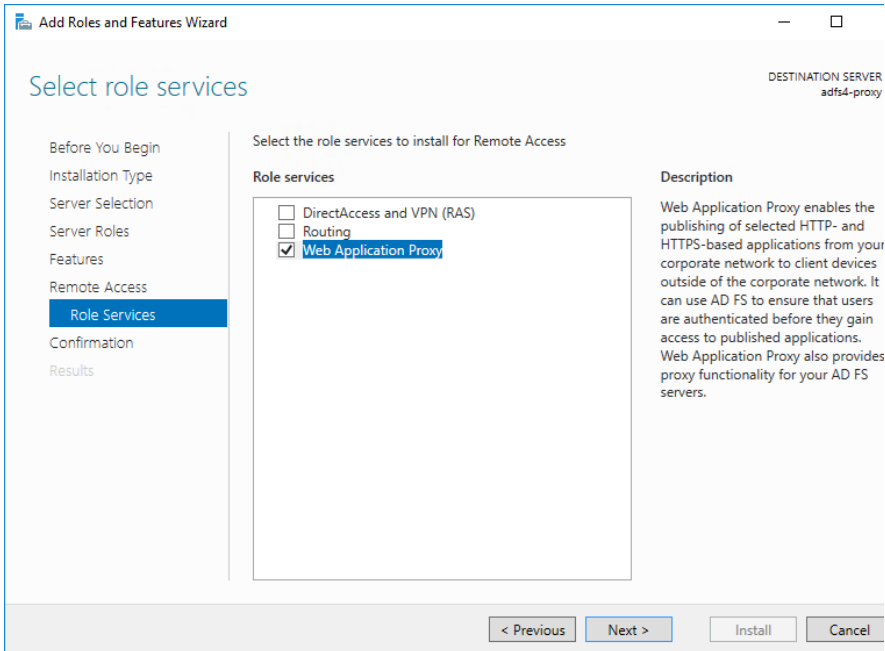 Add Roles and Features Wizard
Select role services
DESTINATION SERVER
adfs4-proxy
Before You Begin
Installation Type
Server Selection
Server Roles
Features
Remote Access
Role Services
Confirmation
Results
Select the role services to install for Remote Access
Role services
DirectAccess and VPN (RAS)
Routing
Web Application Proxy
Description
Web Application Proxy enables the
publishing of selected HTTP- and
HTTPS-based applications from your
corporate network to client devices
outside of the corporate network. It
can use AD FS to ensure that users
are authenticated before they gain
access to published applications.
Web Application Proxy also provides
proxy functionality for your AD FS
servers.
< Previous
Next >
Install
Cancel